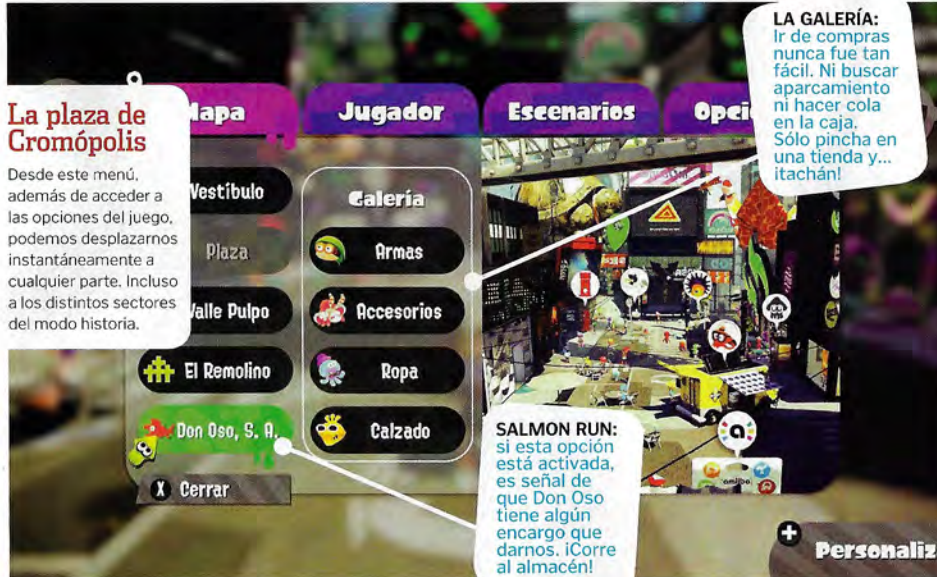 LA GALERÍA:
Ir de compras
nunca fue tan
fácil. Ni buscar
aparcamiento
ni hacer cola
en la caja.
Sólo pincha en
una tienda y...
¡tachán!
La plaza de
Cromópolis
Desde este menú,
además de acceder a
las opciones del juego,
podemos desplazarnos
instantáneamente a
cualquier parte. Incluso
a los distintos sectores
del modo historia.
Jugador
Escenarios
Vestíbulo
Plaza
Valle Pulpo
El Remolino
Don Oso, S. A.
X Cerrar
Galería
Armas
Accesorios
Ropa
Calzado
amiibo
SALMON RUN:
si esta opción
está activada,
es señal de
que Don Oso
tiene algún
encargo que
darnos. ¡Corre
al almacén!
+ Personaliz